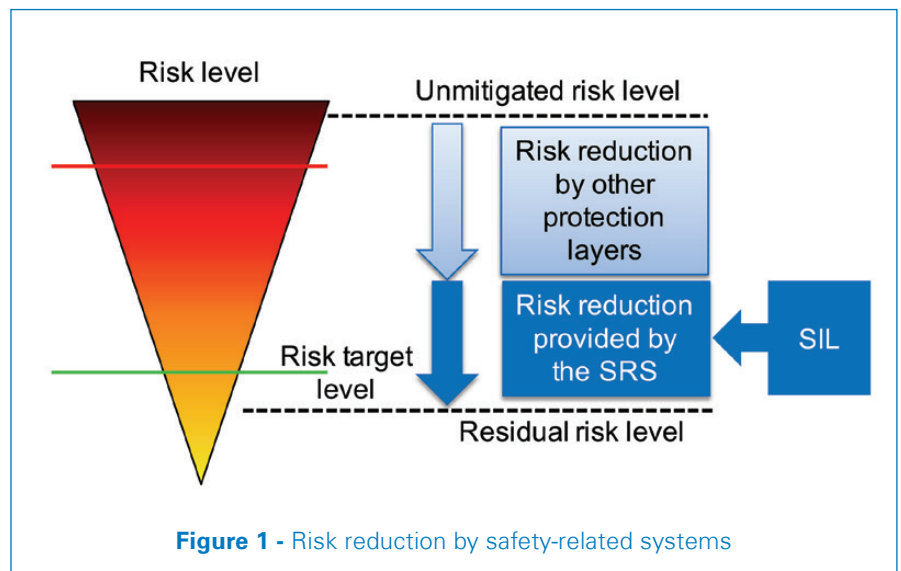 Risk level
Unmitigated risk level
Risk reduction
by other
protection
layers
Risk reduction
provided by
the SRS
SIL
Risk target
level
Residual risk level
Figure 1 - Risk reduction by safety-related systems